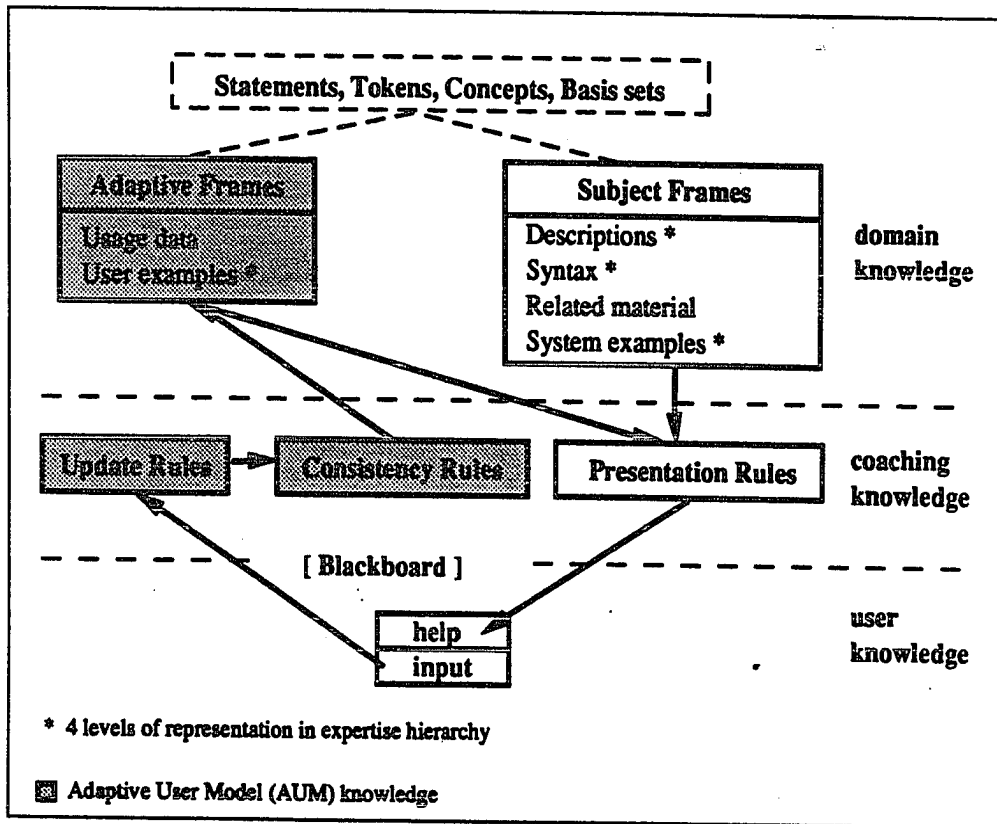 Statements, Tokens, Concepts, Basis sets
Adaptive Frames
Usage data
User examples *
Subject Frames
Descriptions *
Syntax *
Related material
System examples *
domain
knowledge
Update Rules
Consistency Rules
Presentation Rules
coaching
knowledge
[ Blackboard ]
help
input
user
knowledge
* 4 levels of representation in expertise hierarchy
Adaptive User Model (AUM) knowledge